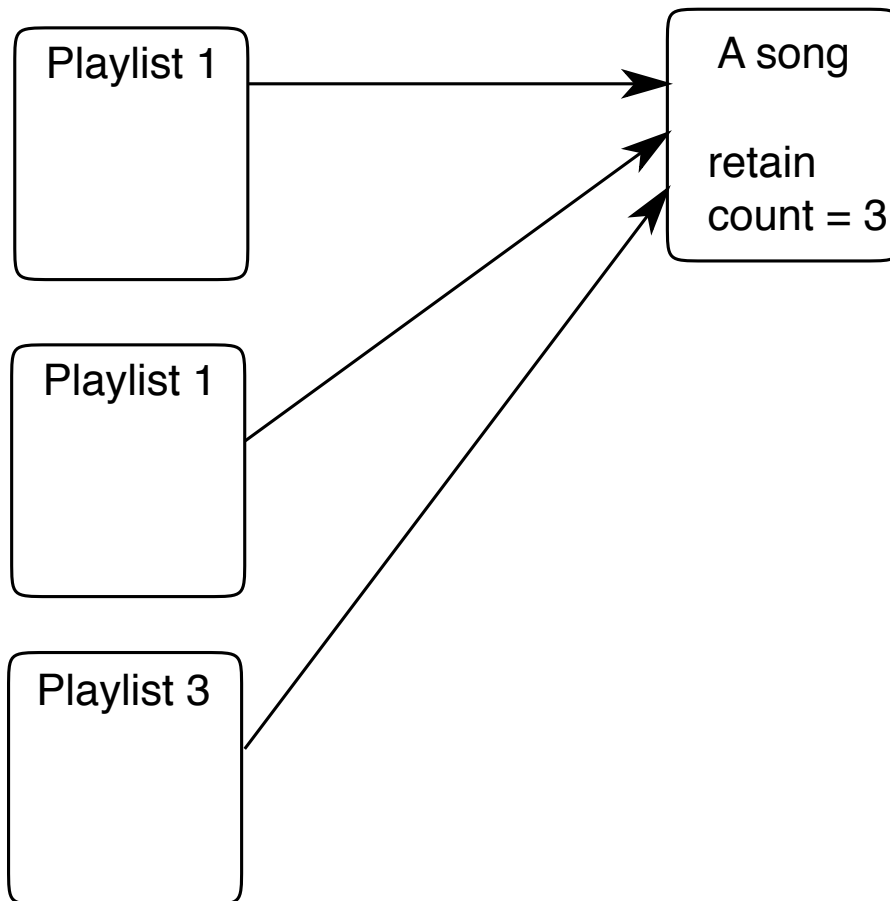 Playlist 1
A song
retain
count = 3
Playlist 1
Playlist 3